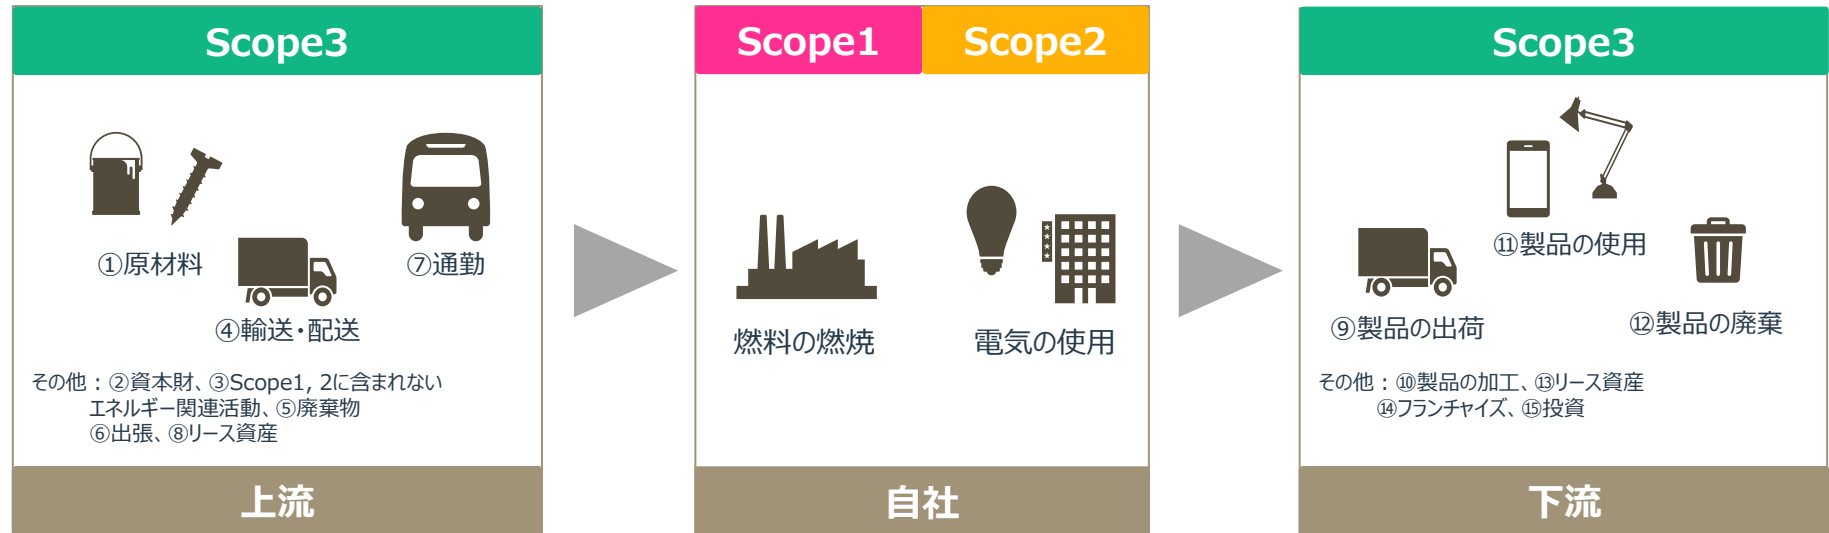 Scope3
①原材料
⑦通勤
④輸送・配送
その他：②資本財、③Scope1, 2に含まれない
エネルギー関連活動、⑤廃棄物
⑥出張、⑧リース資産
上流
Scope1
Scope2
燃料の燃焼
電気の使用
自社
Scope3
⑪製品の使用
⑨製品の出荷
⑫製品の廃棄
その他：⑩製品の加工、⑬リース資産
⑭フランチャイズ、⑮投資
下流